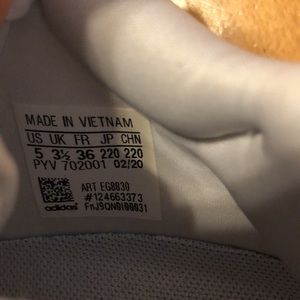 MADE IN VIETNAM
US UK FR JP CHN
5 3½ 36 220 220
PYV 702001 02/20
ART EG8830
#124663373
adidas FnJ9QN0I00031